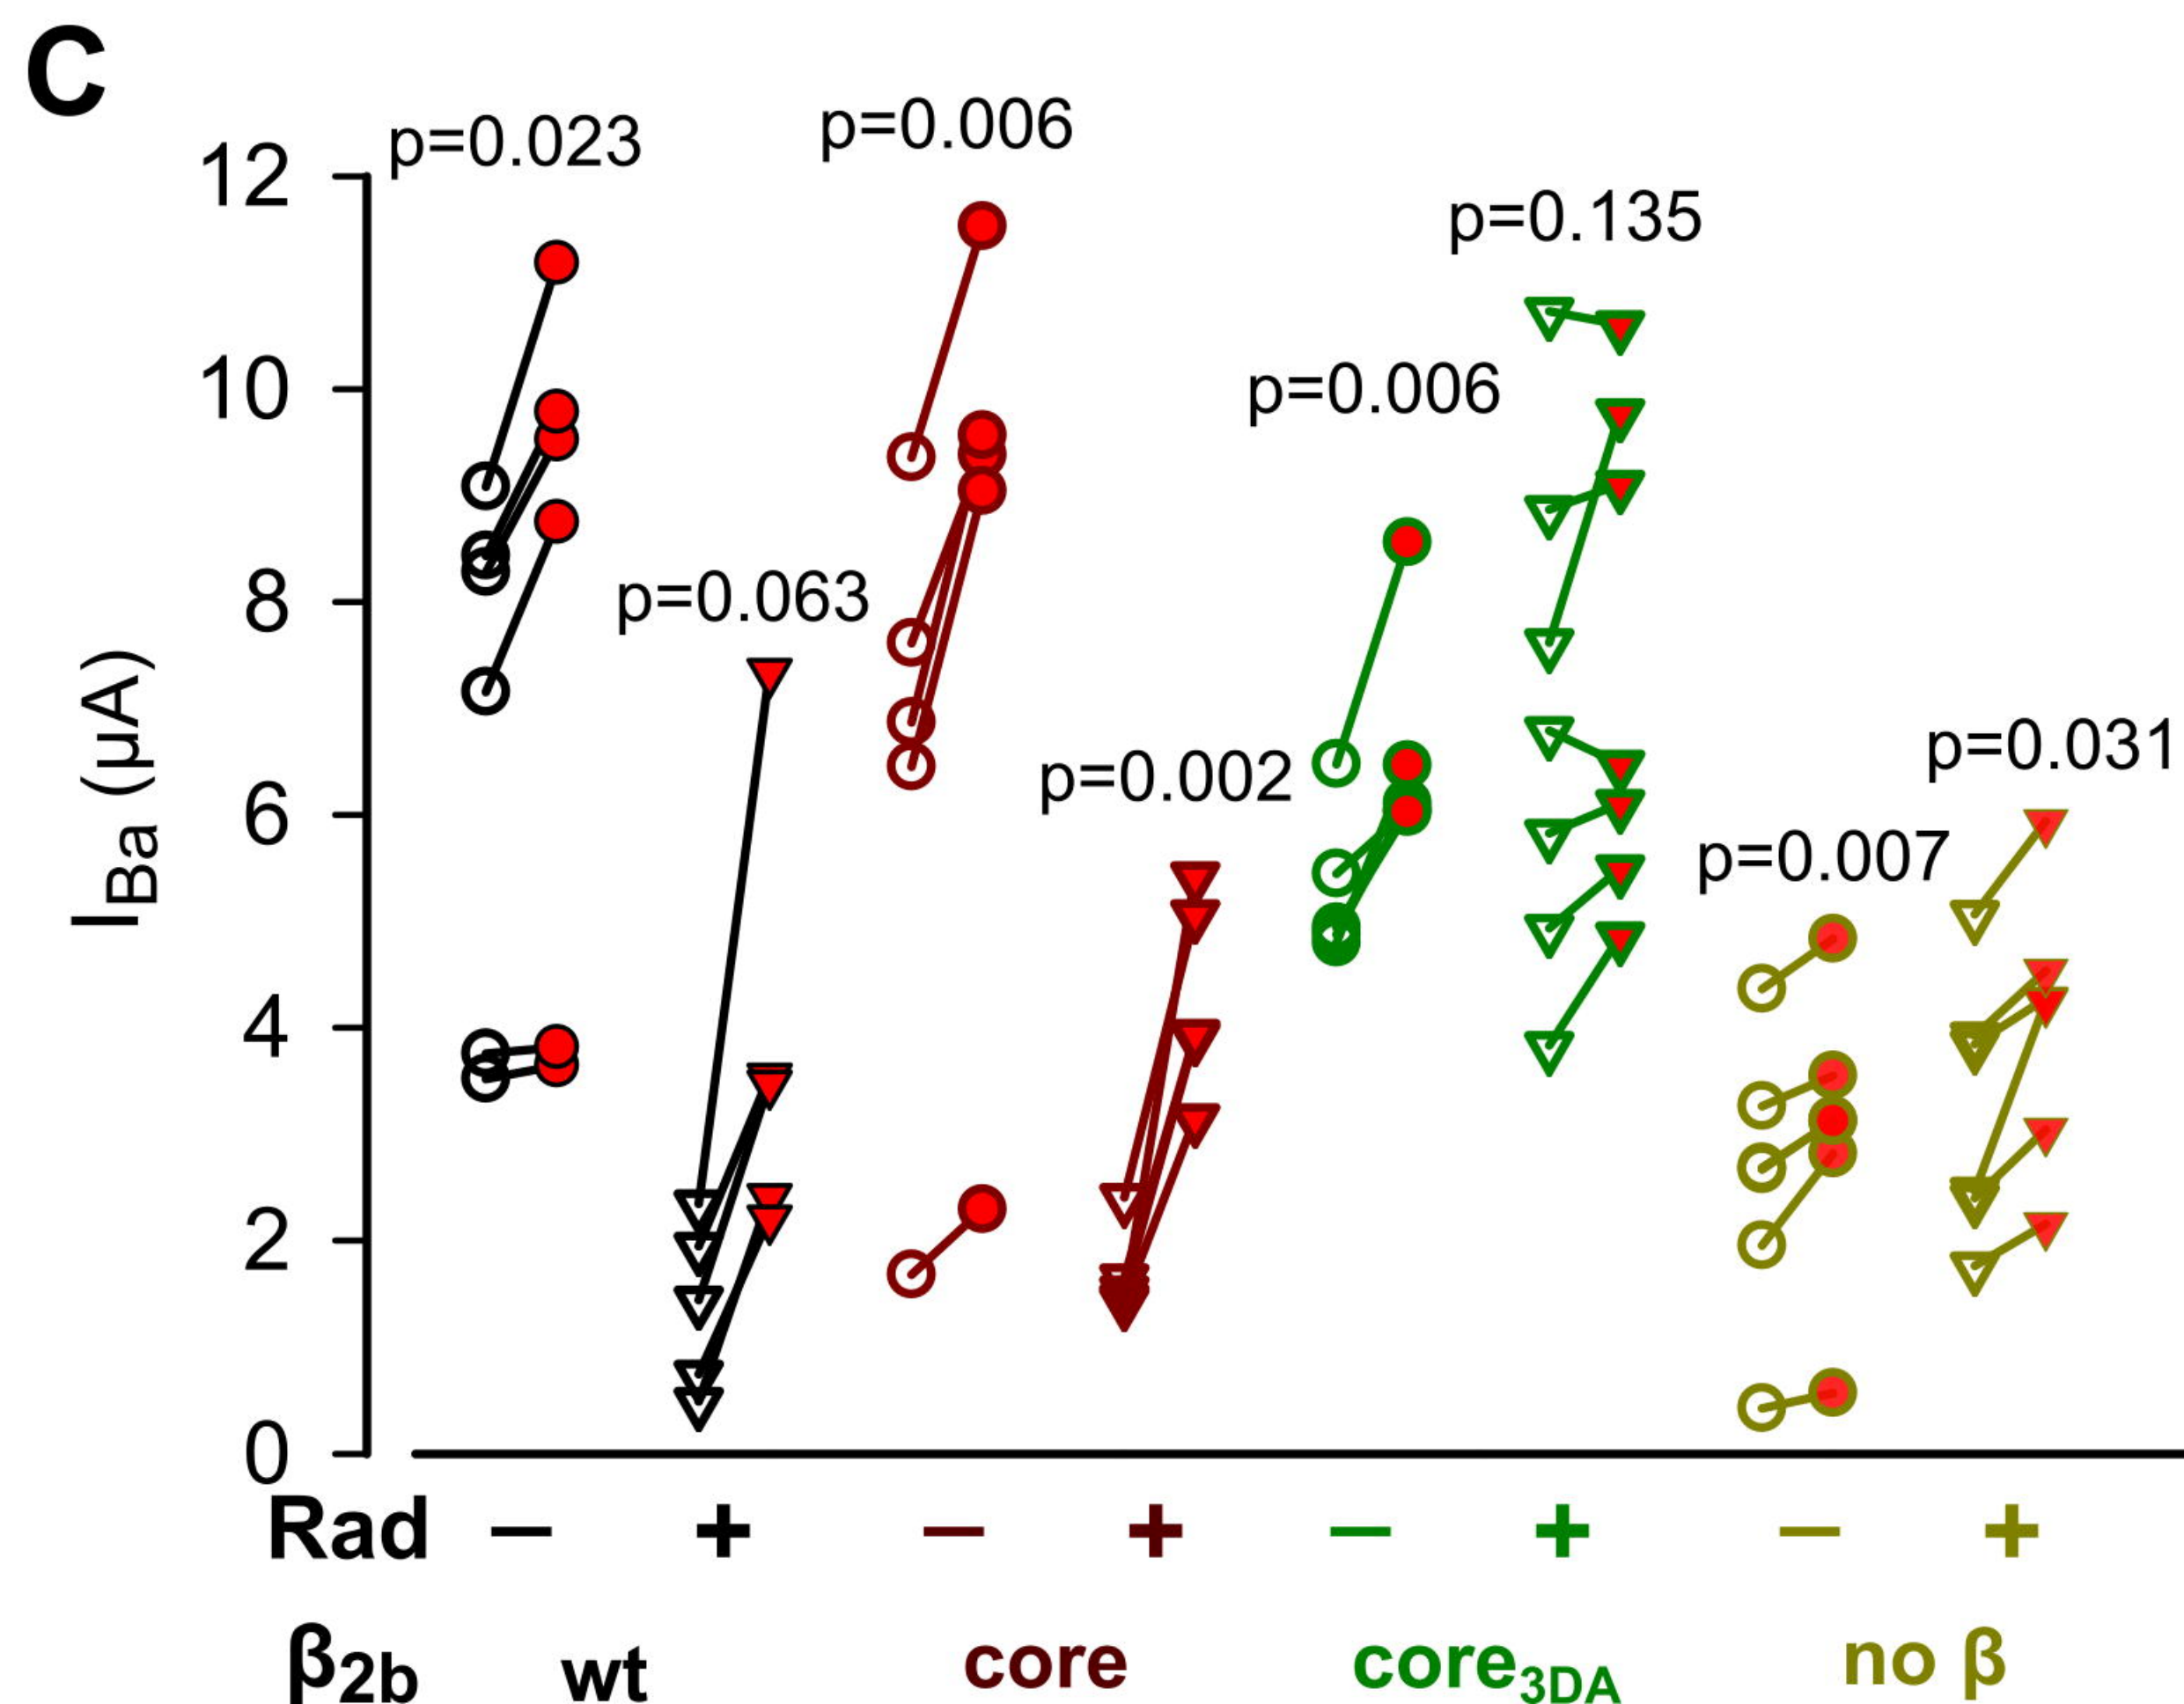 C
p=0.006
p=0.023
12
p=0.135
10
p=0.006
8
p=0.063
p=0.031
p=0.002
IBa (µA)
6
p=0.007
4
2
0
Rad – + – + – + – +
β2b wt core core3DA no β